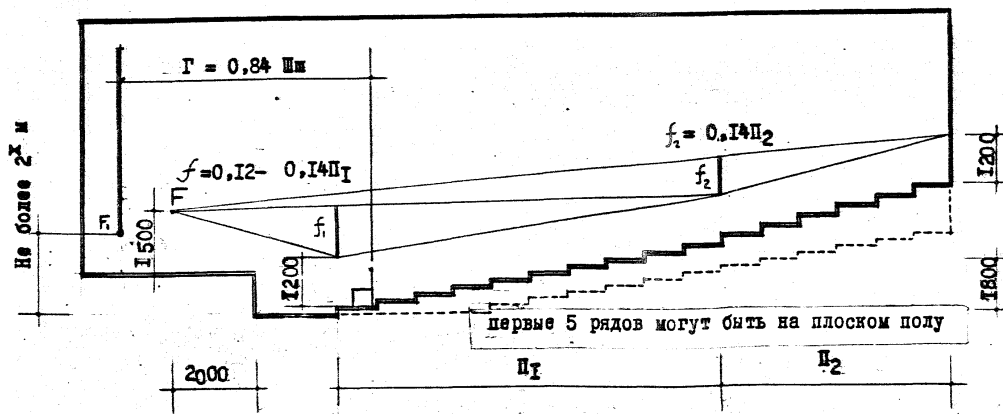 Г = 0,84 Шш
f₂ = 0,14П₂
f = 0,12- 0,14П₁
F
F₁
Не более 2ˣ м
1500
f₁
f₂
1200
1200
1800
первые 5 рядов могут быть на плоском полу
2000
П₁
П₂